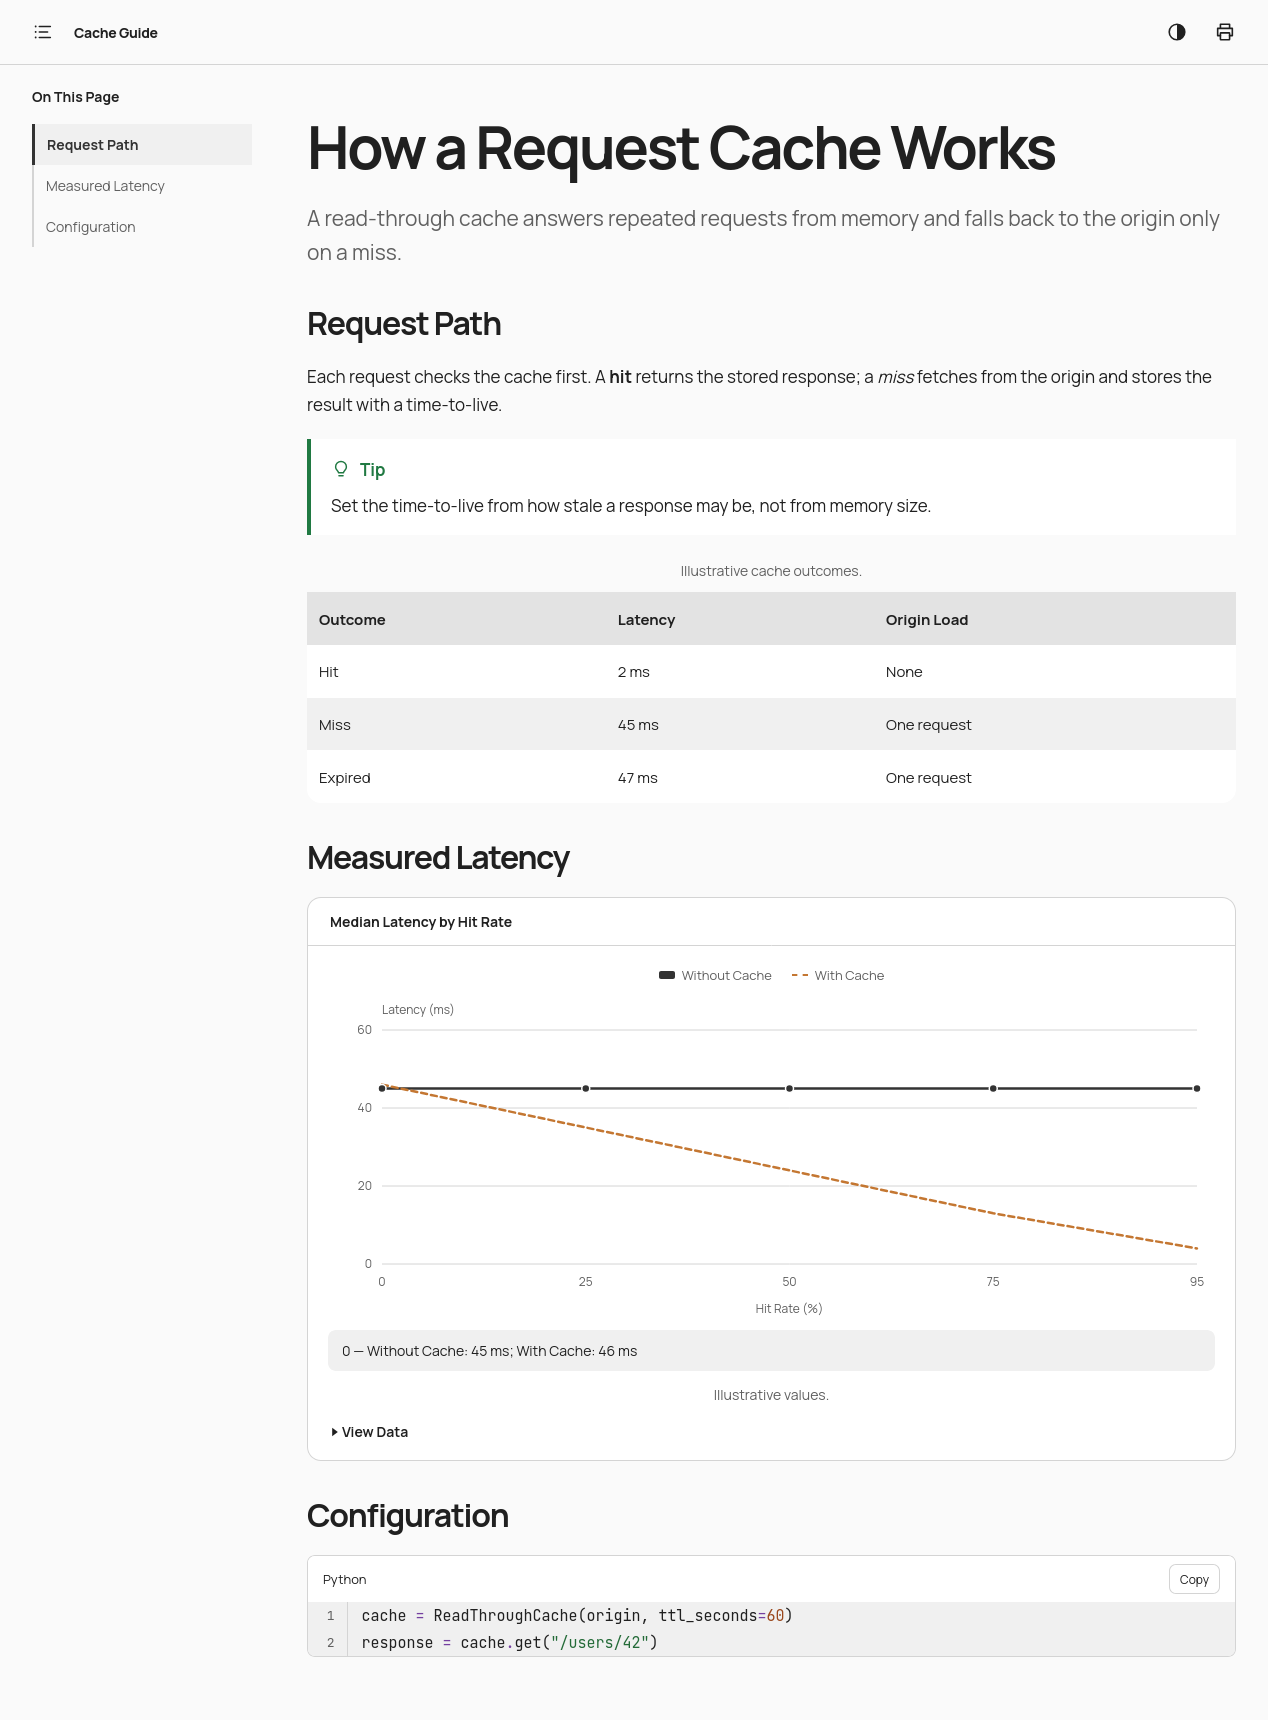 Cache Guide
On This Page
Request Path
Measured Latency
Configuration
How a Request Cache Works
A read-through cache answers repeated requests from memory and falls back to the origin only
on a miss.
Request Path
Each request checks the cache first. A hit returns the stored response; a miss fetches from the origin and stores the
result with a time-to-live.
Tip
Set the time-to-live from how stale a response may be, not from memory size.
Illustrative cache outcomes.
Outcome Latency Origin Load
Hit 2 ms None
Miss 45 ms One request
Expired 47 ms One request
Measured Latency
Median Latency by Hit Rate
Without Cache With Cache
Latency (ms)
60
40
20
0
0 25 50 75 95
Hit Rate (%)
0 — Without Cache: 45 ms; With Cache: 46 ms
Illustrative values.
View Data
Configuration
Python Copy
1 cache = ReadThroughCache(origin, ttl_seconds=60)
2 response = cache.get("/users/42")